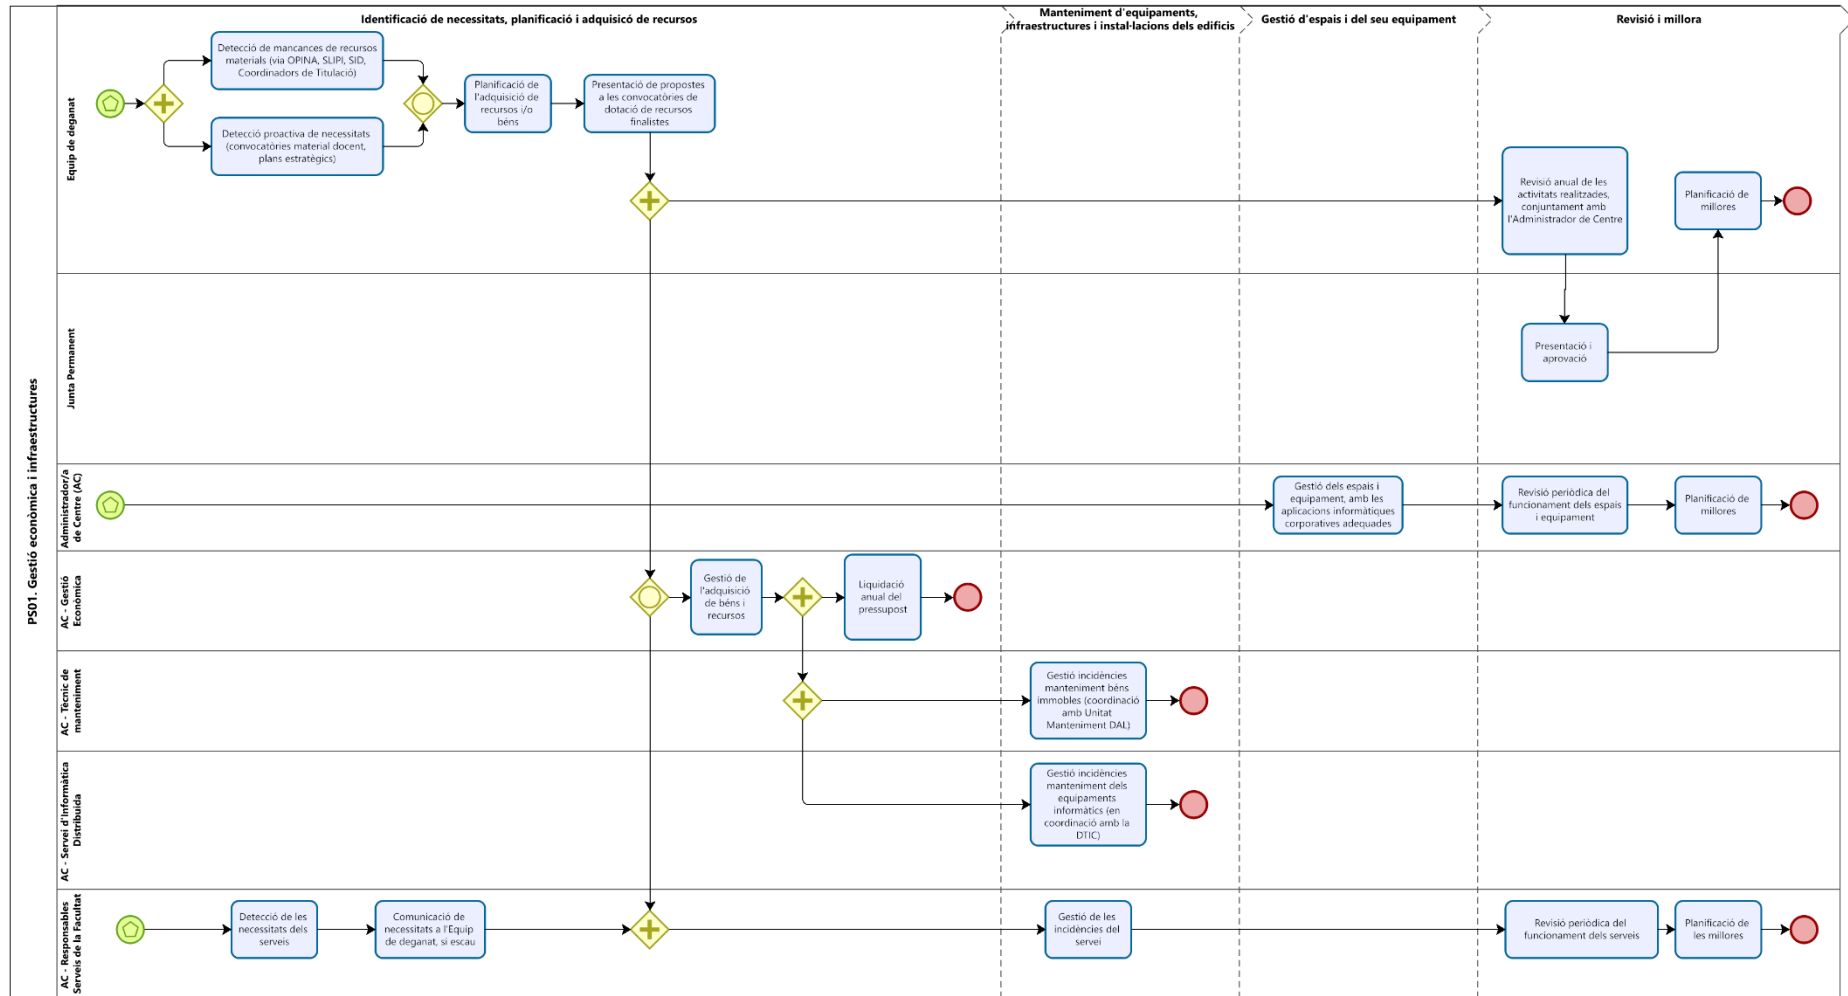 Identificació de necessitats, planificació i adquisicó de recursos
Manteniment d'equipaments,
infraestructures i instal·lacions dels edificis
Gestió d'espais i del seu equipament
Revisió i millora
PS01. Gestió econòmica i infraestructures
Equip de deganat
Detecció de mancances de recursos
materials (via OPINA, SLIPI, SID,
Coordinadors de Titulació)
Detecció proactiva de necessitats
(convocatòries material docent,
plans estratègics)
Planificació de
l'adquisició de
recursos i/o
béns
Presentació de propostes
a les convocatòries de
dotació de recursos
finalistes
Revisió anual de les
activitats realitzades,
conjuntament amb
l'Administrador de Centre
Planificació de
millores
Junta Permanent
Presentació i
aprovació
Administrador/a
de Centre (AC)
Gestió dels espais i
equipament, amb les
aplicacions informàtiques
corporatives adequades
Revisió periòdica del
funcionament dels espais
i equipament
Planificació de
millores
AC - Gestió
Econòmica
Gestió de
l'adquisició
de béns i
recursos
Liquidació
anual del
pressupost
AC - Tècnic de
manteniment
Gestió incidències
manteniment béns
immobles (coordinació
amb Unitat
Manteniment DAL)
AC - Servei d'Informàtica
Distribuida
Gestió incidències
manteniment dels
equipaments
informàtics (en
coordinació amb la
DTIC)
AC - Responsables
Serveis de la Facultat
Detecció de les
necessitats dels
serveis
Comunicació de
necessitats a l'Equip
de deganat, si escau
Gestió de les
incidències del
servei
Revisió periòdica del
funcionament dels serveis
Planificació de
les millores